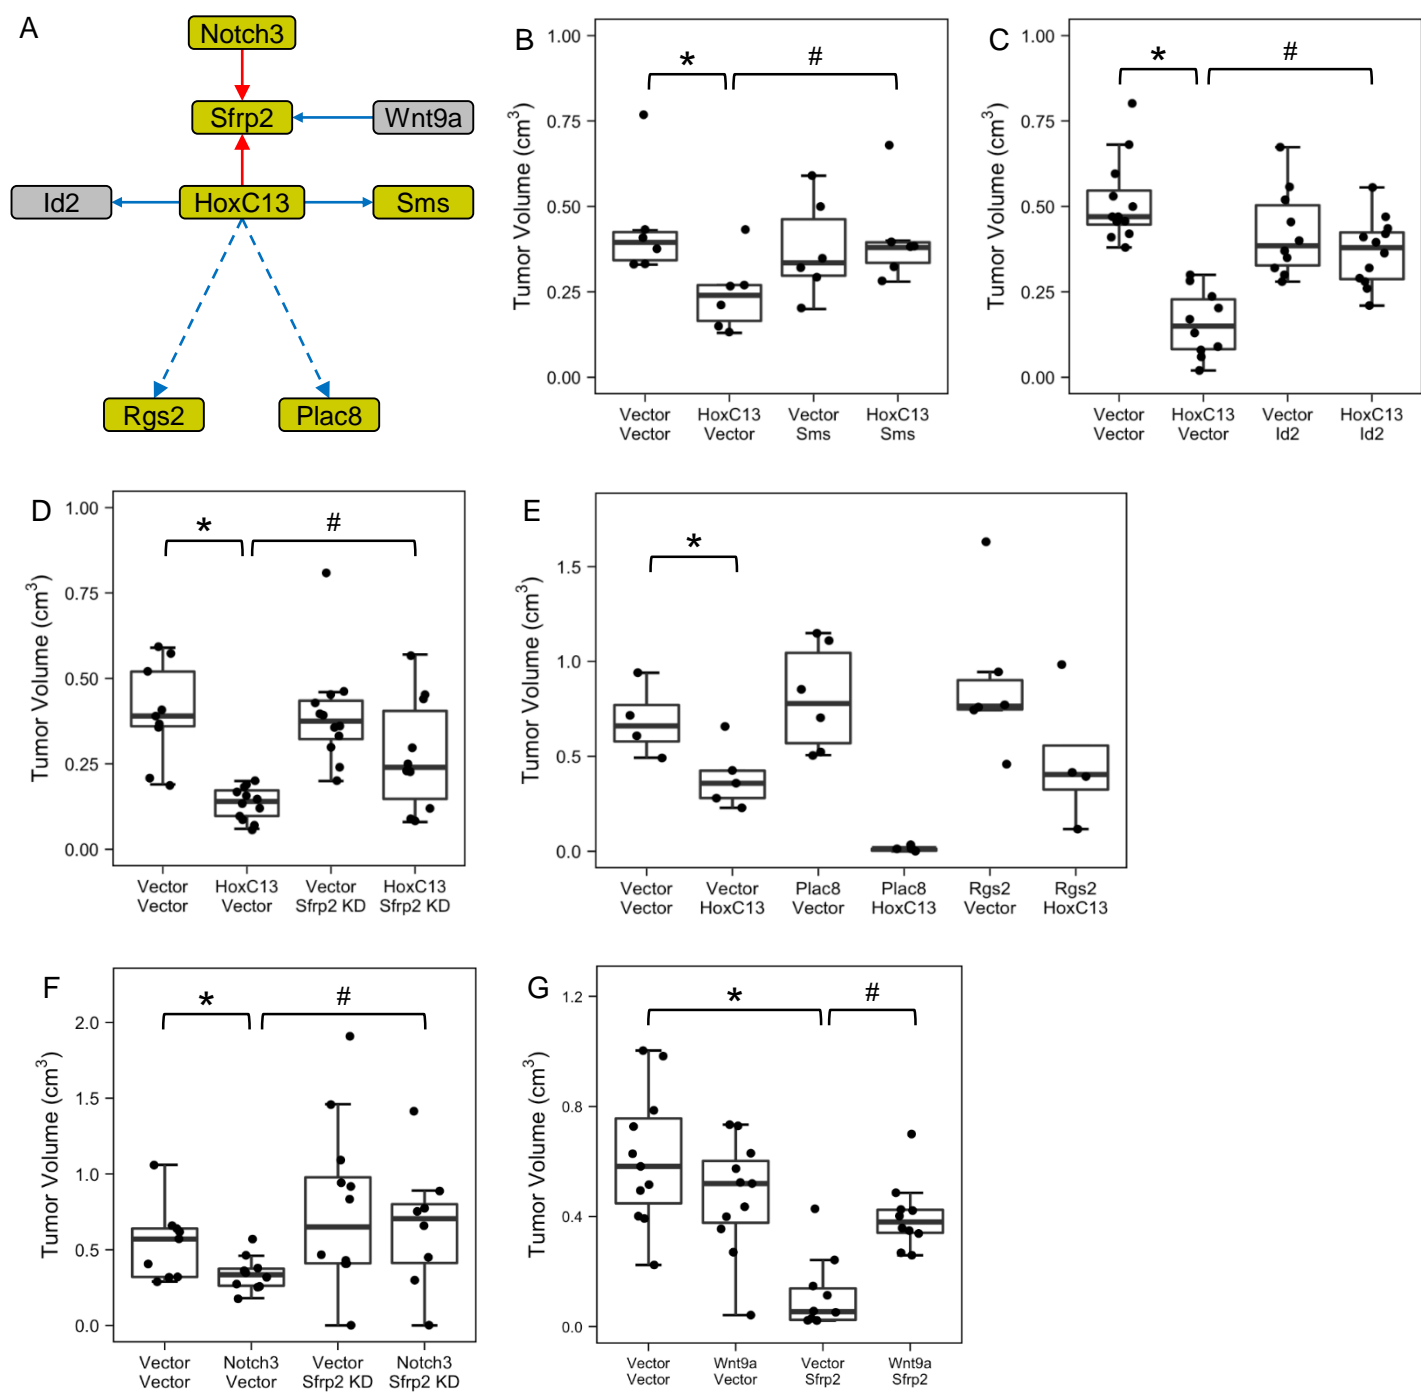 A
Notch3
Sfrp2
Wnt9a
Id2
HoxC13
Sms
Rgs2
Plac8
B
Tumor Volume (cm³)
1.00
0.75
0.50
0.25
0.00
*
#
Vector
Vector
HoxC13
Vector
Vector
Sms
HoxC13
Sms
C
Tumor Volume (cm³)
1.00
0.75
0.50
0.25
0.00
*
#
Vector
Vector
HoxC13
Vector
Vector
Id2
HoxC13
Id2
D
Tumor Volume (cm³)
1.00
0.75
0.50
0.25
0.00
*
#
Vector
Vector
HoxC13
Vector
Vector
Sfrp2 KD
HoxC13
Sfrp2 KD
E
Tumor Volume (cm³)
1.5
1.0
0.5
0.0
*
Vector
Vector
Vector
HoxC13
Plac8
Vector
Plac8
HoxC13
Rgs2
Vector
Rgs2
HoxC13
F
Tumor Volume (cm³)
2.0
1.5
1.0
0.5
0.0
*
#
Vector
Vector
Notch3
Vector
Vector
Sfrp2 KD
Notch3
Sfrp2 KD
G
Tumor Volume (cm³)
1.2
0.8
0.4
0.0
*
#
Vector
Vector
Wnt9a
Vector
Vector
Sfrp2
Wnt9a
Sfrp2